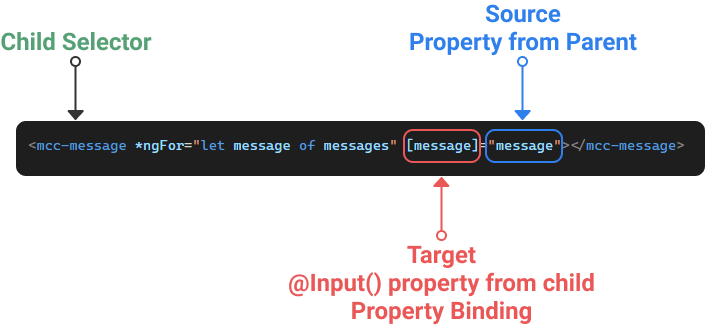 Child Selector
Source
Property from Parent
<mcc-message *ngFor="let message of messages" [message]="message"></mcc-message>
Target
@Input() property from child
Property Binding